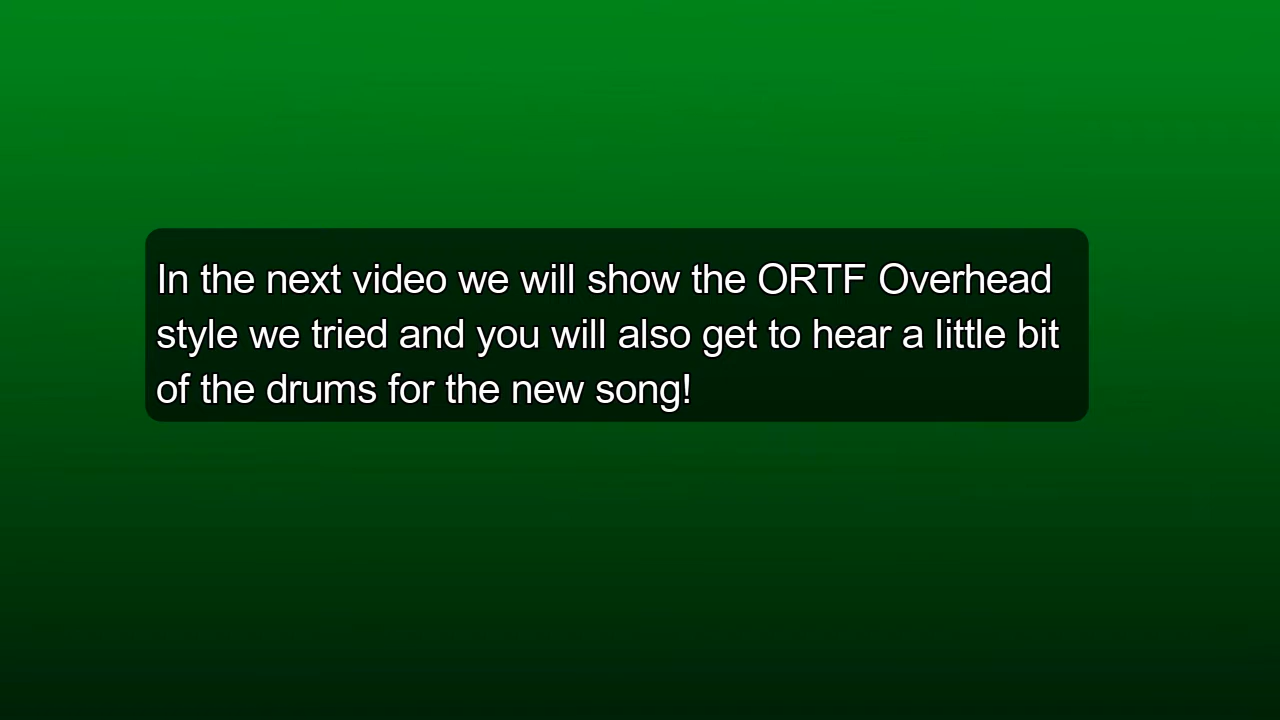 In the next video we will show the ORTF Overhead
style we tried and you will also get to hear a little bit
of the drums for the new song!